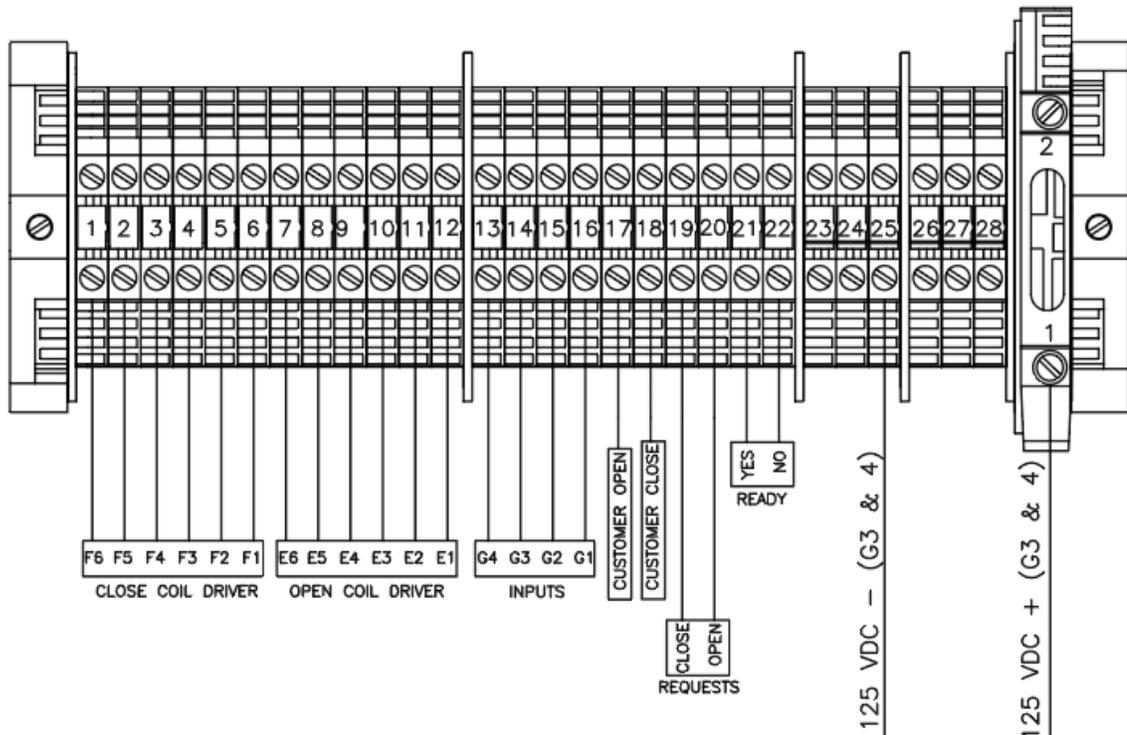 2
1 2 3 4 5 6 7 8 9 10 11 12 13 14 15 16 17 18 19 20 21 22 23 24 25 26 27 28
1
F6 F5 F4 F3 F2 F1
CLOSE COIL DRIVER
E6 E5 E4 E3 E2 E1
OPEN COIL DRIVER
G4 G3 G2 G1
INPUTS
CUSTOMER OPEN
CUSTOMER CLOSE
CLOSE
OPEN
REQUESTS
YES
NO
READY
125 VDC – (G3 & 4)
125 VDC + (G3 & 4)